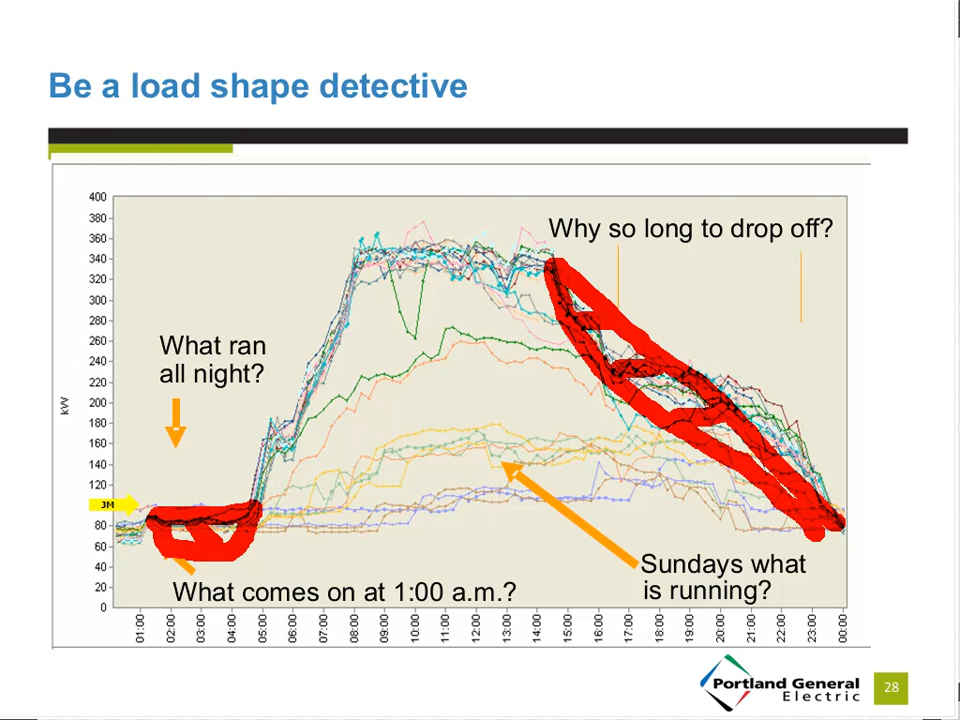 Be a load shape detective
400
380
360
340
320
300
280
260
240
220
200
180
160
140
120
80
60
40
20
0
kW
Why so long to drop off?
What ran
all night?
JM
What comes on at 1:00 a.m.?
Sundays what
is running?
01:00 02:00 03:00 04:00 05:00 06:00 07:00 08:00 09:00 10:00 11:00 12:00 13:00 14:00 15:00 16:00 17:00 18:00 19:00 20:00 21:00 22:00 23:00 00:00
Portland General
Electric
28